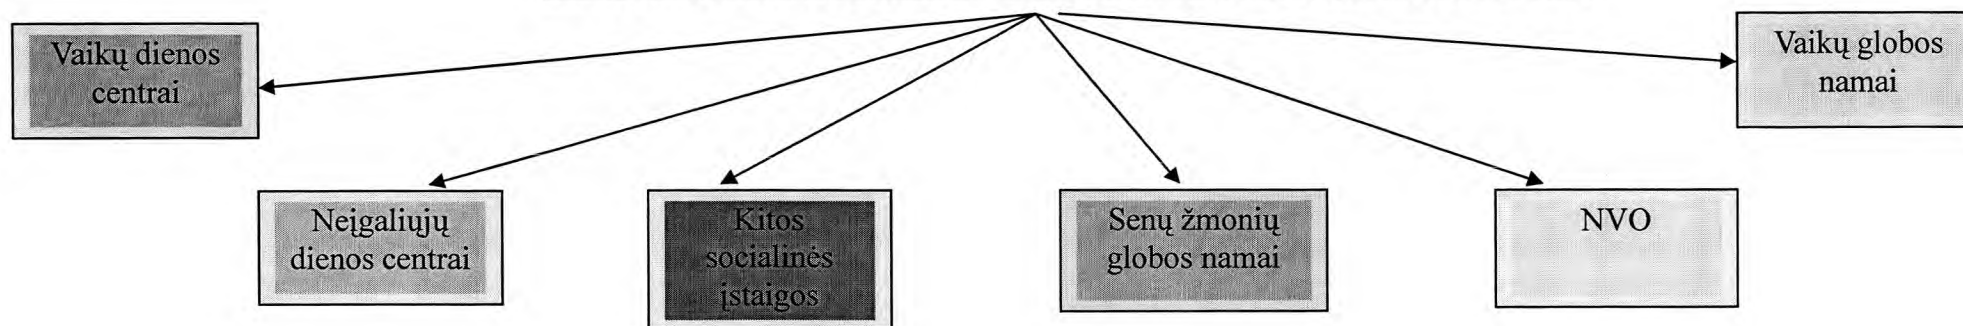 Vaikų dienos
centrai
Vaikų globos
namai
Neįgaliųjų
dienos centrai
Kitos
socialinės
įstaigos
Senų žmonių
globos namai
NVO